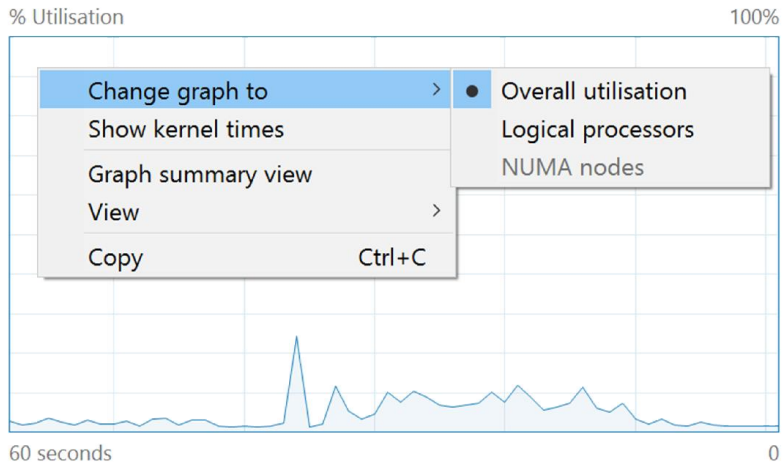 % Utilisation 100%
Change graph to > Overall utilisation
Show kernel times Logical processors
Graph summary view NUMA nodes
View >
Copy Ctrl+C
60 seconds 0